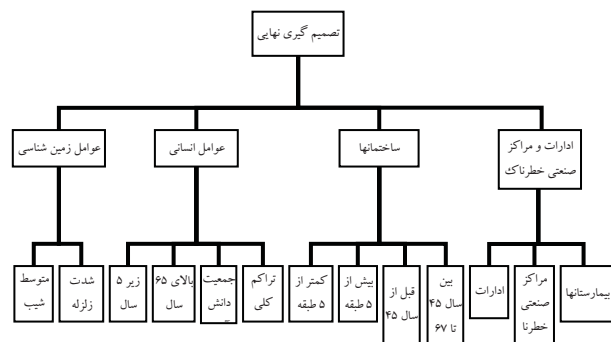 تصمیم گیری نهایی
ادارات و مراکز
صنعتی خطرناک
ساختمانها
عوامل انسانی
عوامل زمین شناسی
بیمارستانها
مراکز
صنعتی
خطرنا
ادارات
بین
سال ۴۵
تا ۶۷
قبل از
سال ۴۵
بیش از
۵ طبقه
کمتر از
۵ طبقه
تراکم
کلی
جمعیت
دانش
بالای ۶۵
سال
زیر ۵
سال
شدت
زلزله
متوسط
شیب